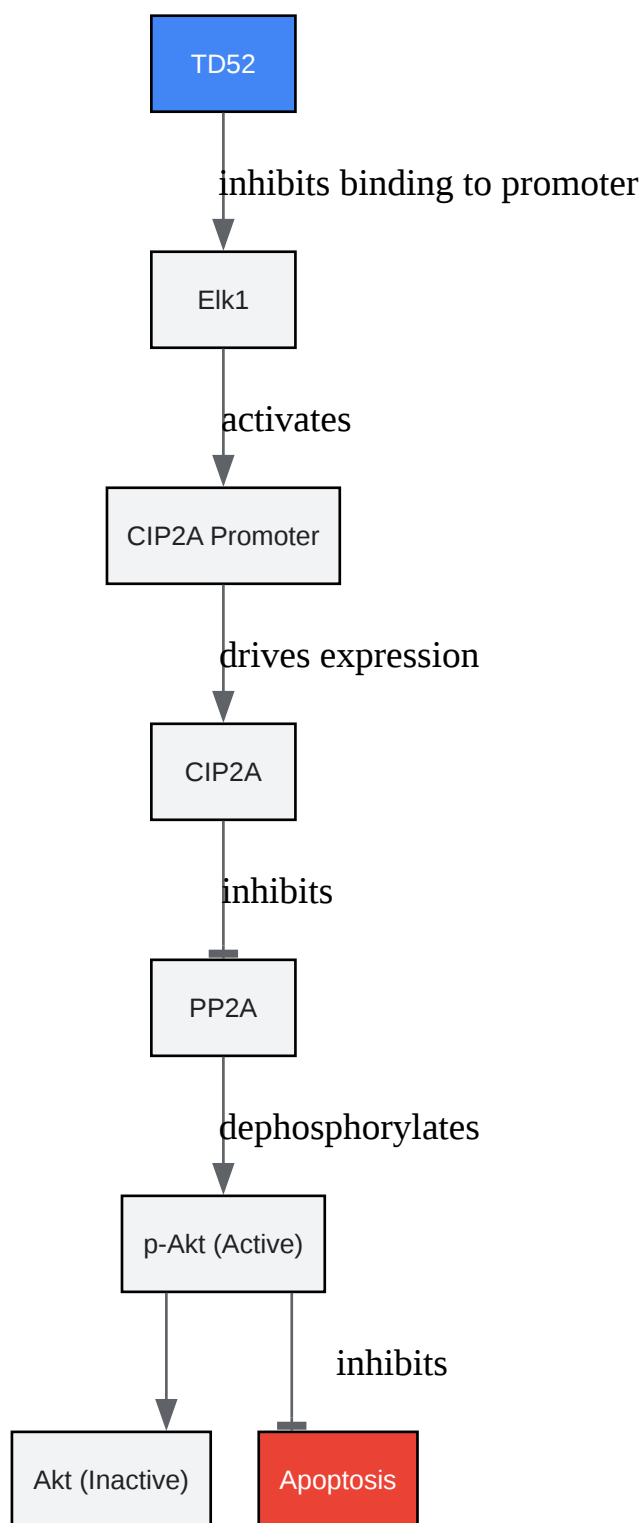 TD52
inhibits binding to promoter
Elk1
activates
CIP2A Promoter
drives expression
CIP2A
inhibits
PP2A
dephosphorylates
p-Akt (Active)
inhibits
Akt (Inactive)
Apoptosis